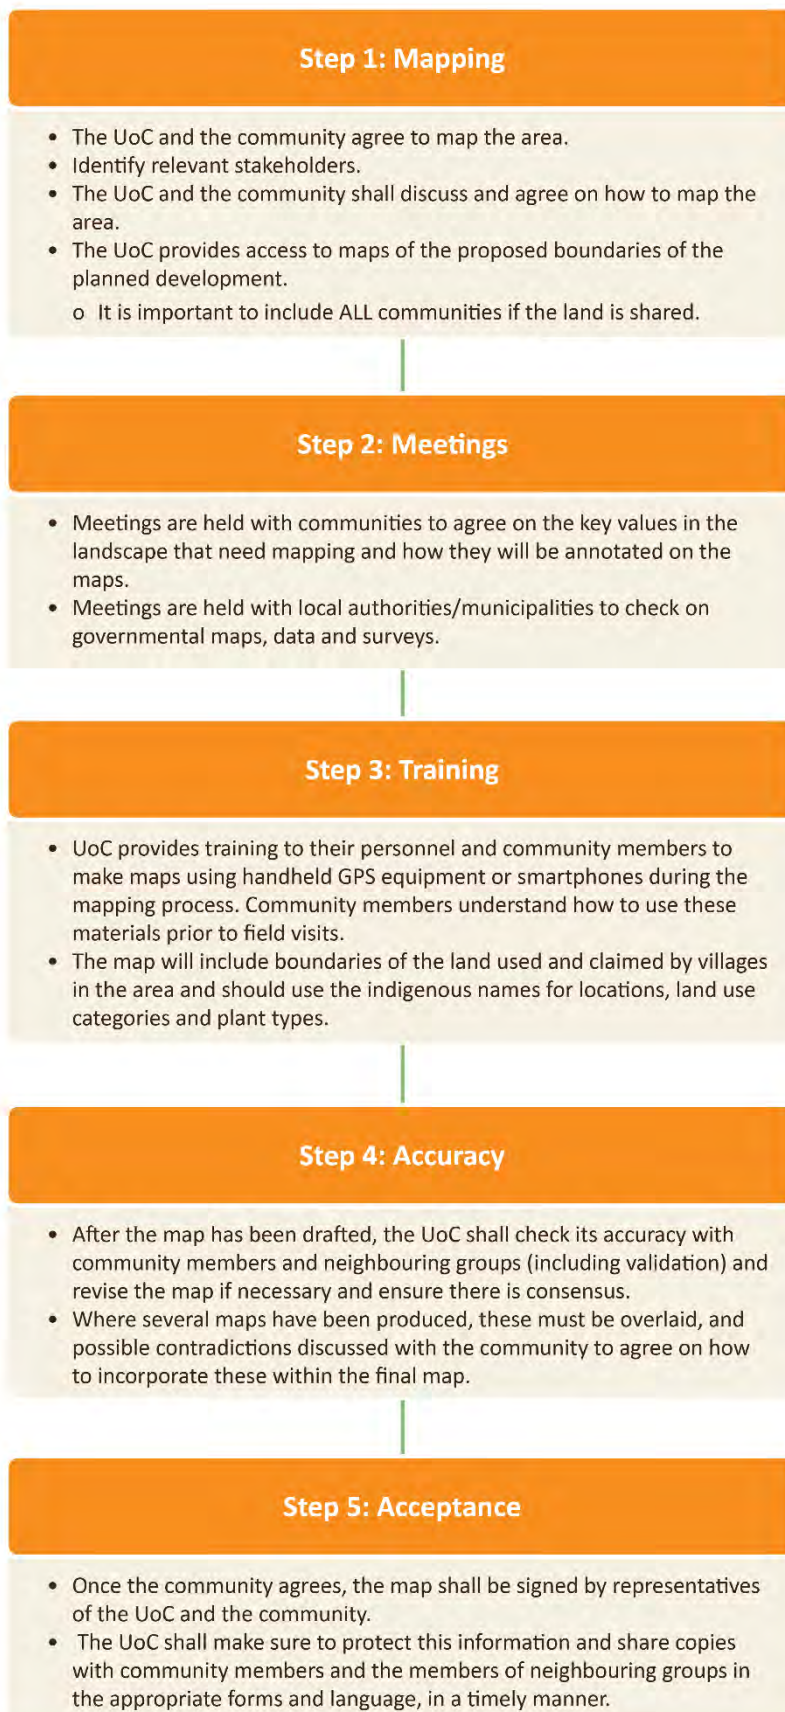 Step 1: Mapping
• The UoC and the community agree to map the area.
• Identify relevant stakeholders.
• The UoC and the community shall discuss and agree on how to map the
area.
• The UoC provides access to maps of the proposed boundaries of the
planned development.
o It is important to include ALL communities if the land is shared.
Step 2: Meetings
• Meetings are held with communities to agree on the key values in the
landscape that need mapping and how they will be annotated on the
maps.
• Meetings are held with local authorities/municipalities to check on
governmental maps, data and surveys.
Step 3: Training
• UoC provides training to their personnel and community members to
make maps using handheld GPS equipment or smartphones during the
mapping process. Community members understand how to use these
materials prior to field visits.
• The map will include boundaries of the land used and claimed by villages
in the area and should use the indigenous names for locations, land use
categories and plant types.
Step 4: Accuracy
• After the map has been drafted, the UoC shall check its accuracy with
community members and neighbouring groups (including validation) and
revise the map if necessary and ensure there is consensus.
• Where several maps have been produced, these must be overlaid, and
possible contradictions discussed with the community to agree on how
to incorporate these within the final map.
Step 5: Acceptance
• Once the community agrees, the map shall be signed by representatives
of the UoC and the community.
• The UoC shall make sure to protect this information and share copies
with community members and the members of neighbouring groups in
the appropriate forms and language, in a timely manner.